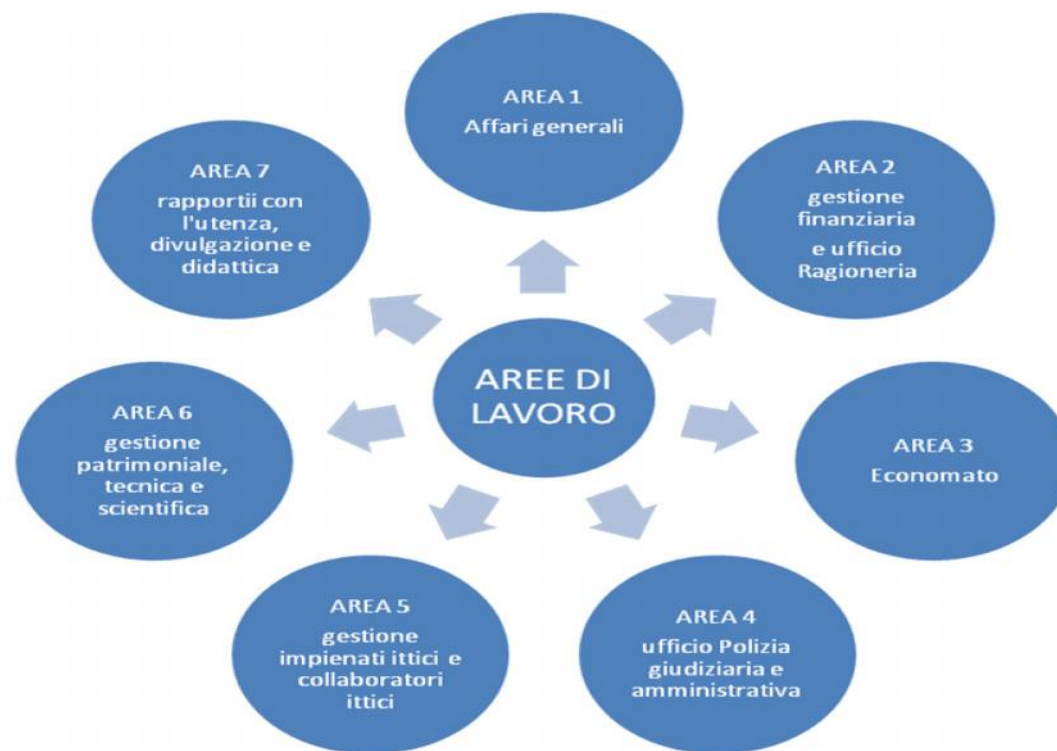 AREA 1
Affari generali
AREA 2
gestione
finanziaria
e ufficio
Ragioneria
AREA 3
Economato
AREA 4
ufficio Polizia
giudiziaria e
amministrativa
AREA 5
gestione
impienati ittici e
collaboratori
ittici
AREA 6
gestione
patrimoniale,
tecnica e
scientifica
AREA 7
rapportii con
l'utenza,
divulgazione e
didattica
AREE DI
LAVORO